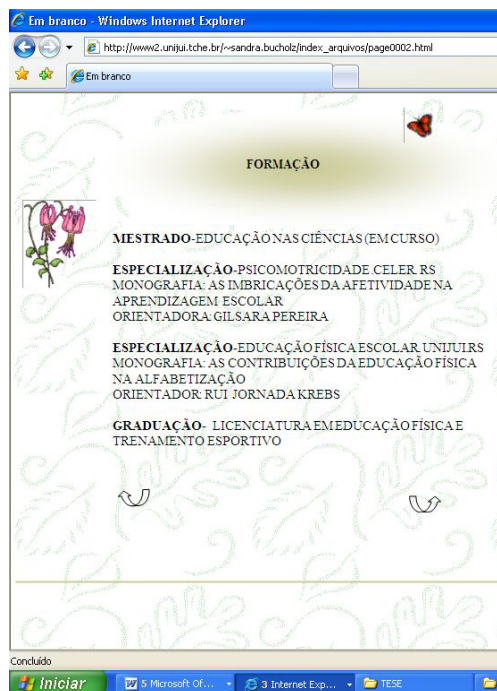 Em branco - Windows Internet Explorer
http://www2.unijui.tche.br/~sandra.bucholz/index_arquivos/page0002.html
Em branco
FORMAÇÃO
MESTRADO-EDUCAÇÃO NAS CIÊNCIAS (EM CURSO)
ESPECIALIZAÇÃO-PSICOMOTRICIDADE.CELER. RS
MONOGRAFIA: AS IMBRICAÇÕES DA AFETIVIDADE NA
APRENDIZAGEM ESCOLAR
ORIENTADORA: GILSARA PEREIRA
ESPECIALIZAÇÃO-EDUCAÇÃO FÍSICA ESCOLAR. UNIJUI.RS
MONOGRAFIA: AS CONTRIBUIÇÕES DA EDUCAÇÃO FÍSICA
NA ALFABETIZAÇÃO
ORIENTADOR: RUI JORNADA KREBS
GRADUAÇÃO- LICENCIATURA EM EDUCAÇÃO FÍSICA E
TRENAMENTO ESPORTIVO
Concluído
Iniciar 5 Microsoft Of... 3 Internet Exp... TESE